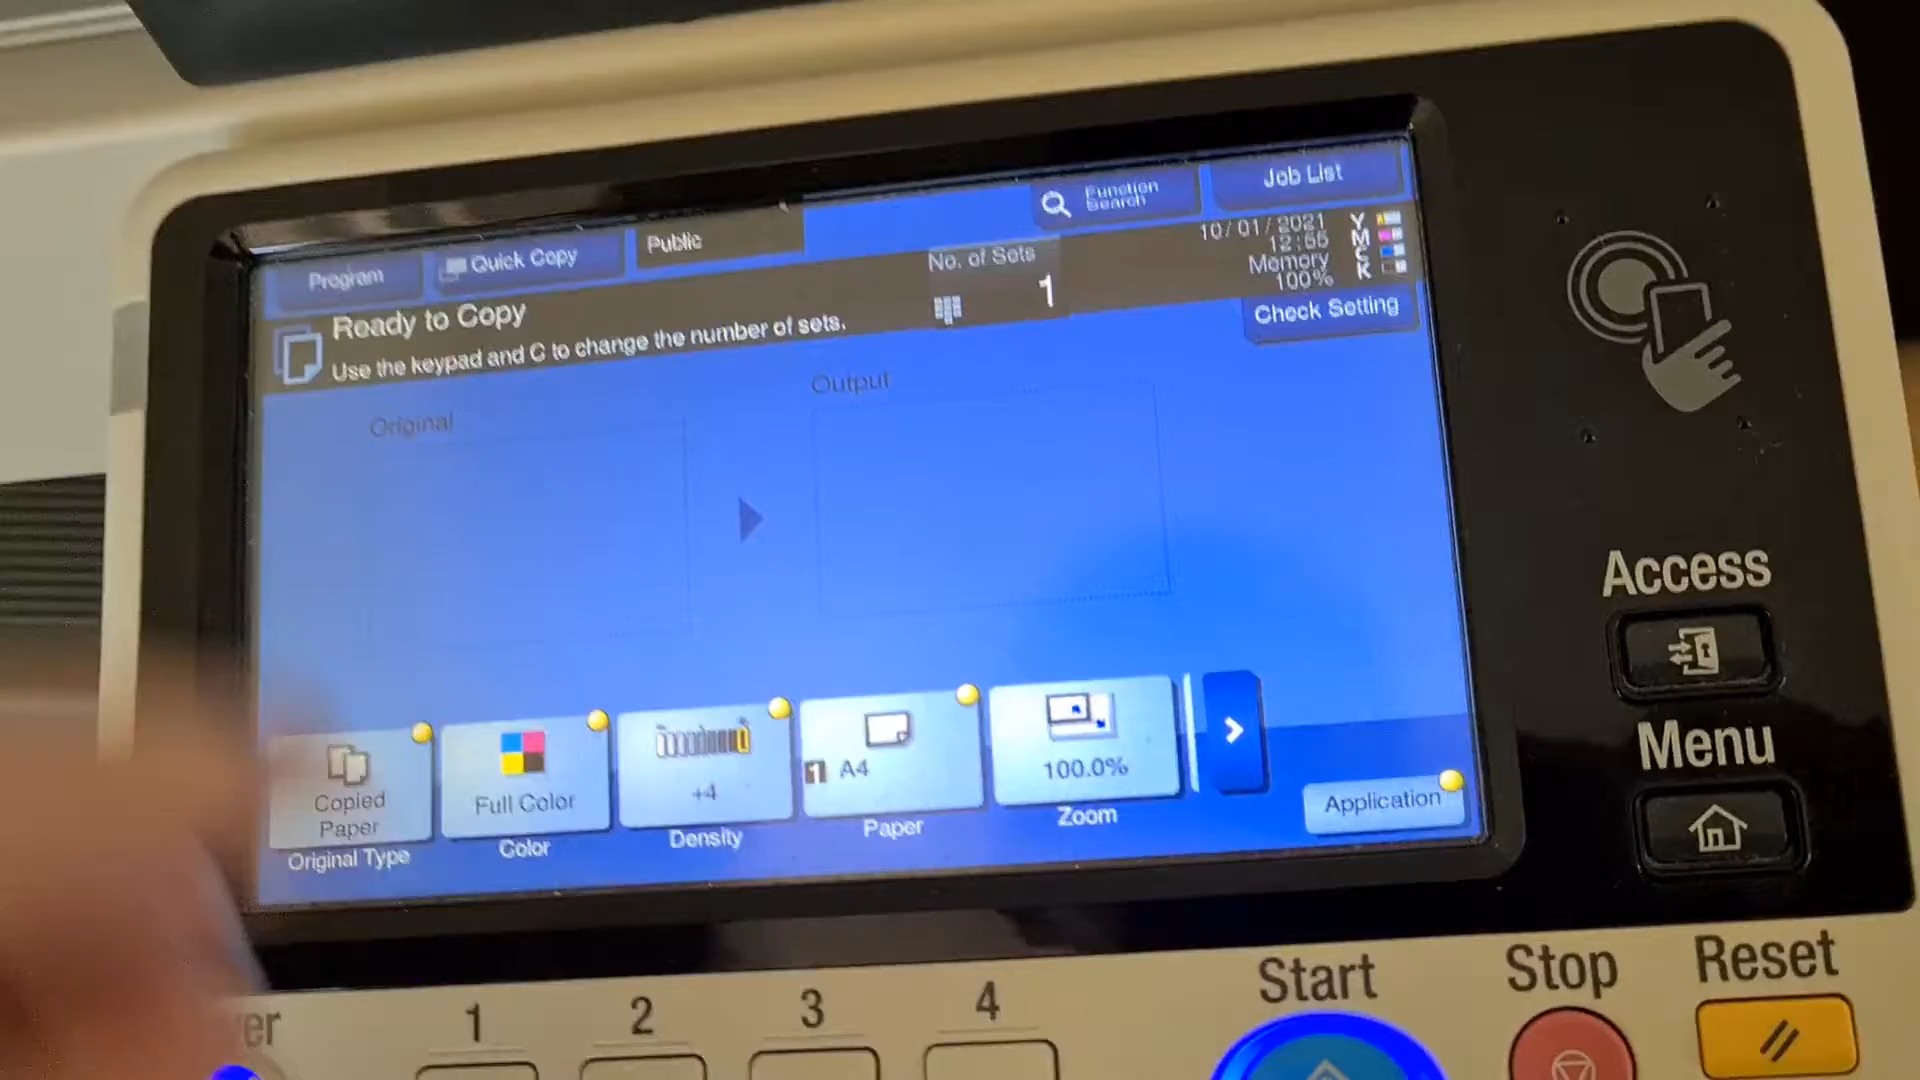 Function
Search
Job List
Program
Quick Copy
Public
No. of Sets
1
10/01/2021
12:55
Memory
100%
Y
M
C
K
Ready to Copy
Use the keypad and C to change the number of sets.
Check Setting
Original
Output
Copied
Paper
Original Type
Full Color
Color
+4
Density
1 A4
Paper
100.0%
Zoom
Application
Access
Menu
1
2
3
4
Start
Stop
Reset